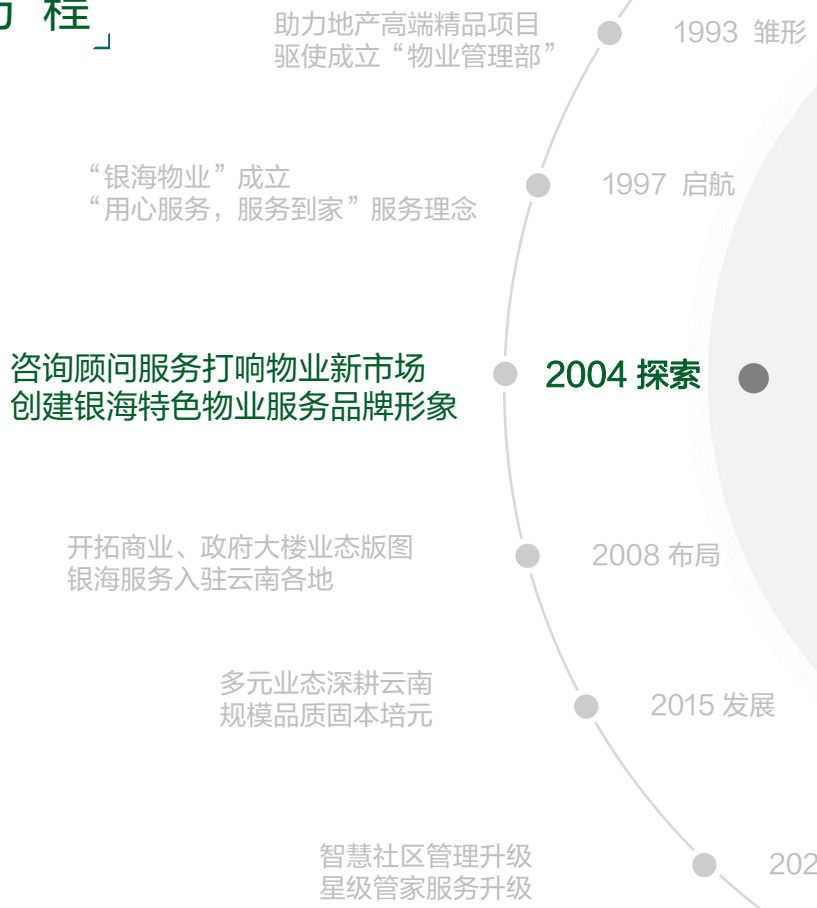 程
助力地产高端精品项目
驱使成立“物业管理部”
1993 雏形
“银海物业”成立
“用心服务，服务到家”服务理念
1997 启航
咨询顾问服务打响物业新市场
创建银海特色物业服务品牌形象
2004 探索
开拓商业、政府大楼业态版图
银海服务入驻云南各地
2008 布局
多元业态深耕云南
规模品质固本培元
2015 发展
智慧社区管理升级
星级管家服务升级
202